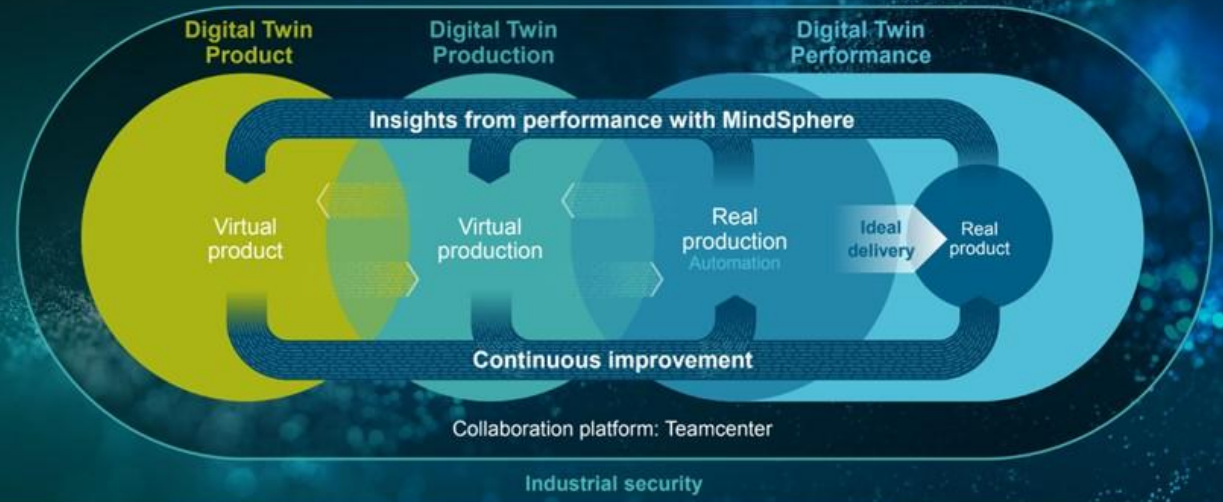 Digital Twin
Product
Digital Twin
Production
Digital Twin
Performance
Insights from performance with MindSphere
Virtual
product
Virtual
production
Real
production
Automation
Ideal
delivery
Real
product
Continuous improvement
Collaboration platform: Teamcenter
Industrial security